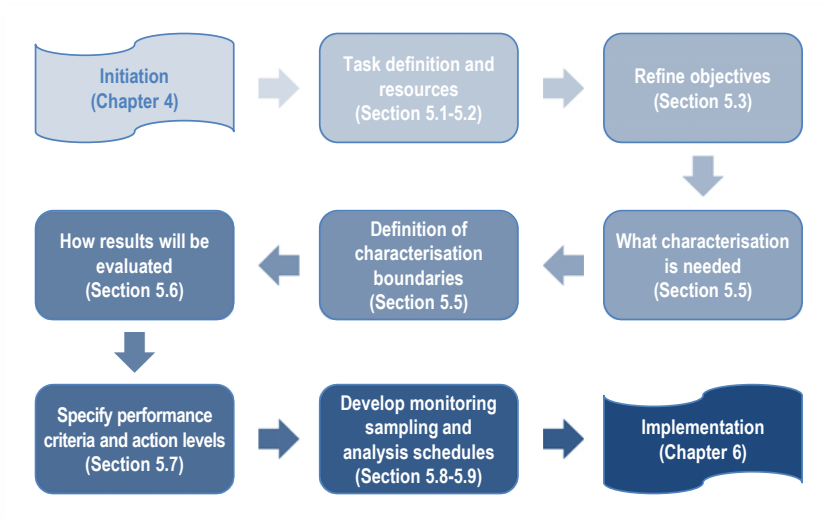 Initiation
(Chapter 4)
Task definition and
resources
(Section 5.1-5.2)
Refine objectives
(Section 5.3)
What characterisation
is needed
(Section 5.5)
Definition of
characterisation
boundaries
(Section 5.5)
How results will be
evaluated
(Section 5.6)
Specify performance
criteria and action levels
(Section 5.7)
Develop monitoring
sampling and
analysis schedules
(Section 5.8-5.9)
Implementation
(Chapter 6)